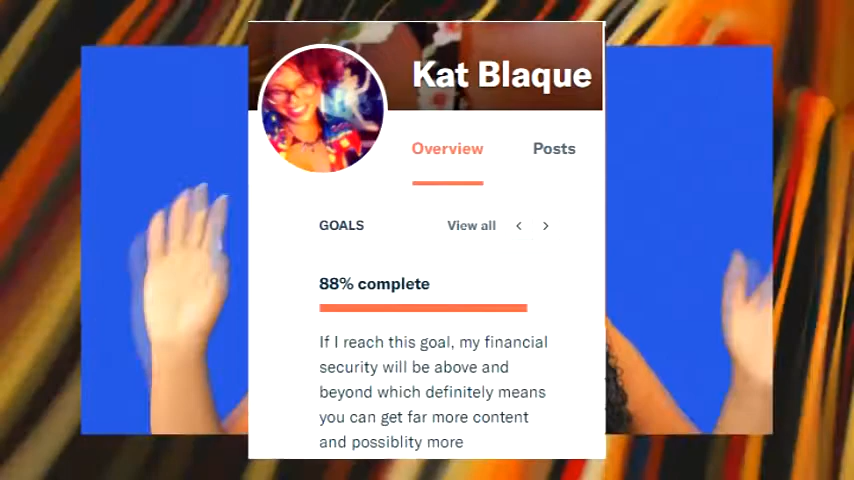 Kat Blaque
Overview Posts
GOALS View all < >
88% complete
If I reach this goal, my financial
security will be above and
beyond which definitely means
you can get far more content
and possiblity more